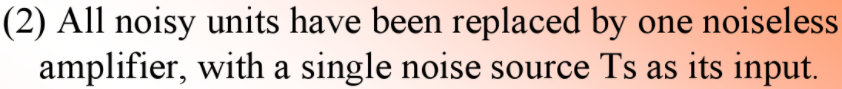 (2) All noisy units have been replaced by one noiseless
amplifier, with a single noise source Ts as its input.